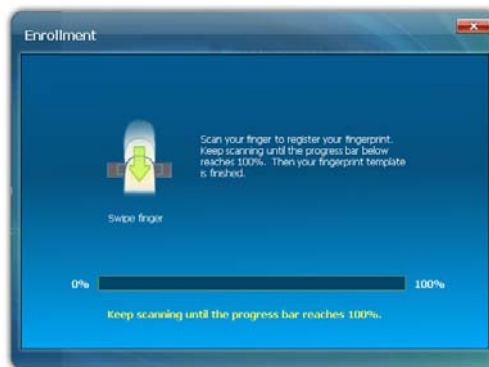 Enrollment
Scan your finger to register your fingerprint.
Keep scanning until the progress bar below
reaches 100%. Then your fingerprint template
is finished.
Swipe finger
0%
100%
Keep scanning until the progress bar reaches 100%.